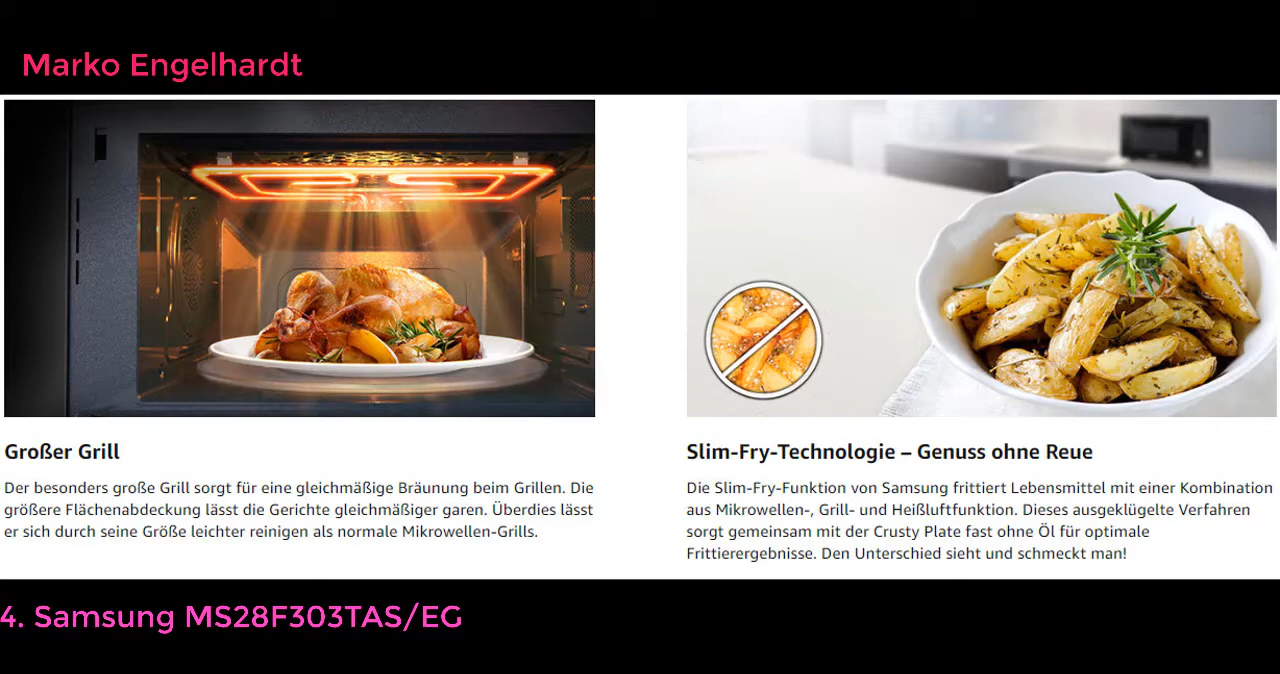 Marko Engelhardt
Großer Grill
Der besonders große Grill sorgt für eine gleichmäßige Bräunung beim Grillen. Die
größere Flächenabdeckung lässt die Gerichte gleichmäßiger garen. Überdies lässt
er sich durch seine Größe leichter reinigen als normale Mikrowellen-Grills.
Slim-Fry-Technologie – Genuss ohne Reue
Die Slim-Fry-Funktion von Samsung frittiert Lebensmittel mit einer Kombination
aus Mikrowellen-, Grill- und Heißluftfunktion. Dieses ausgeklügelte Verfahren
sorgt gemeinsam mit der Crusty Plate fast ohne Öl für optimale
Frittierergebnisse. Den Unterschied sieht und schmeckt man!
4. Samsung MS28F303TAS/EG